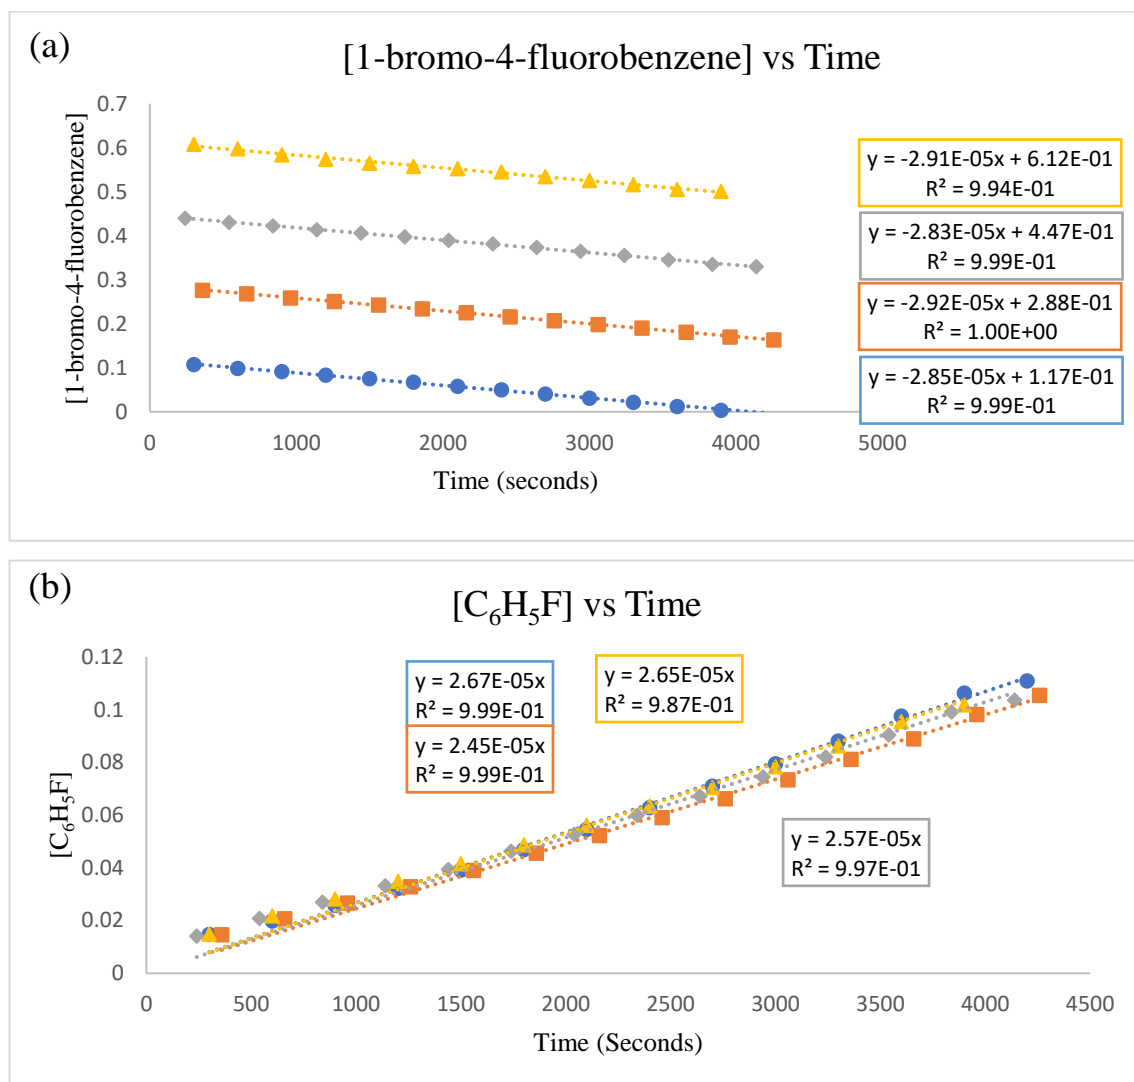 (a)
[1-bromo-4-fluorobenzene] vs Time
[1-bromo-4-fluorobenzene]
0.7
0.6
0.5
0.4
0.3
0.2
0.1
0
0 1000 2000 3000 4000 5000
Time (seconds)
y = -2.91E-05x + 6.12E-01
R² = 9.94E-01
y = -2.83E-05x + 4.47E-01
R² = 9.99E-01
y = -2.92E-05x + 2.88E-01
R² = 1.00E+00
y = -2.85E-05x + 1.17E-01
R² = 9.99E-01
(b)
[C₆H₅F] vs Time
[C₆H₅F]
0.12
0.1
0.08
0.06
0.04
0.02
0
y = 2.67E-05x
R² = 9.99E-01
y = 2.45E-05x
R² = 9.99E-01
y = 2.65E-05x
R² = 9.87E-01
y = 2.57E-05x
R² = 9.97E-01
0 500 1000 1500 2000 2500 3000 3500 4000 4500
Time (Seconds)